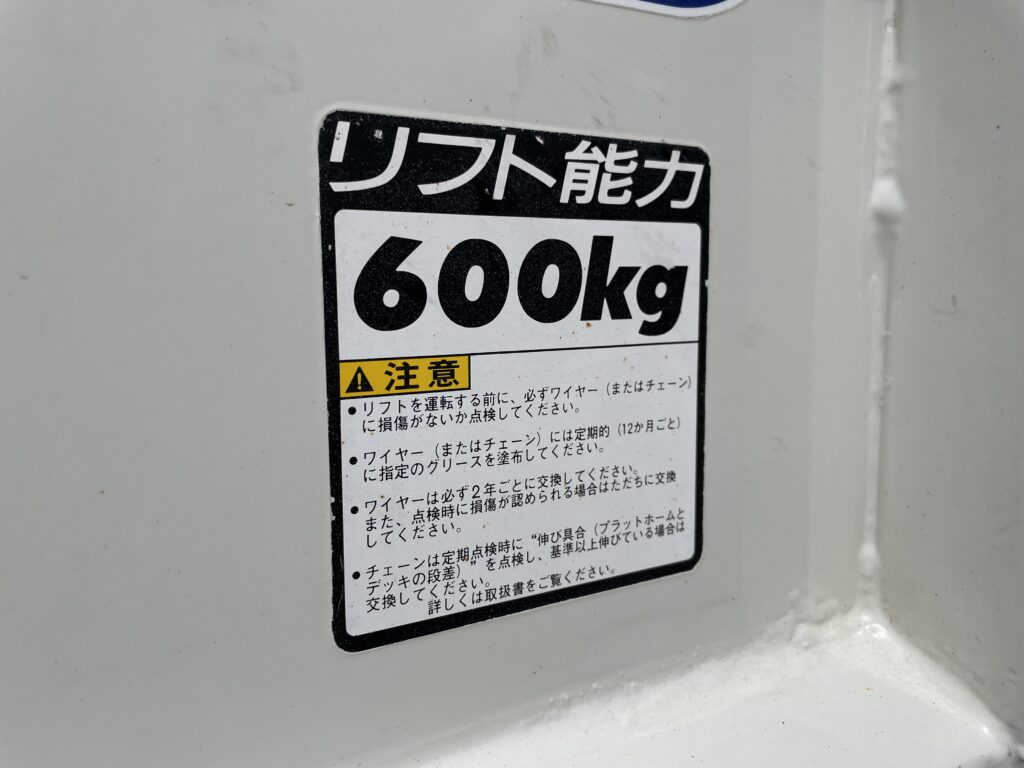 リフト能力
600kg
⚠注意
●リフトを運転する前に、必ずワイヤー（またはチェーン）
に損傷がないか点検してください。
●ワイヤー（またはチェーン）には定期的（12か月ごと）
に指定のグリースを塗布してください。
●ワイヤーは必ず2年ごとに交換してください。
また、点検時に損傷が認められる場合はただちに交換
してください。
●チェーンは定期点検時に“伸び具合（プラットホームと
デッキの段差）”を点検し、基準以上伸びている場合は
交換してください。
詳しくは取扱書をご覧ください。